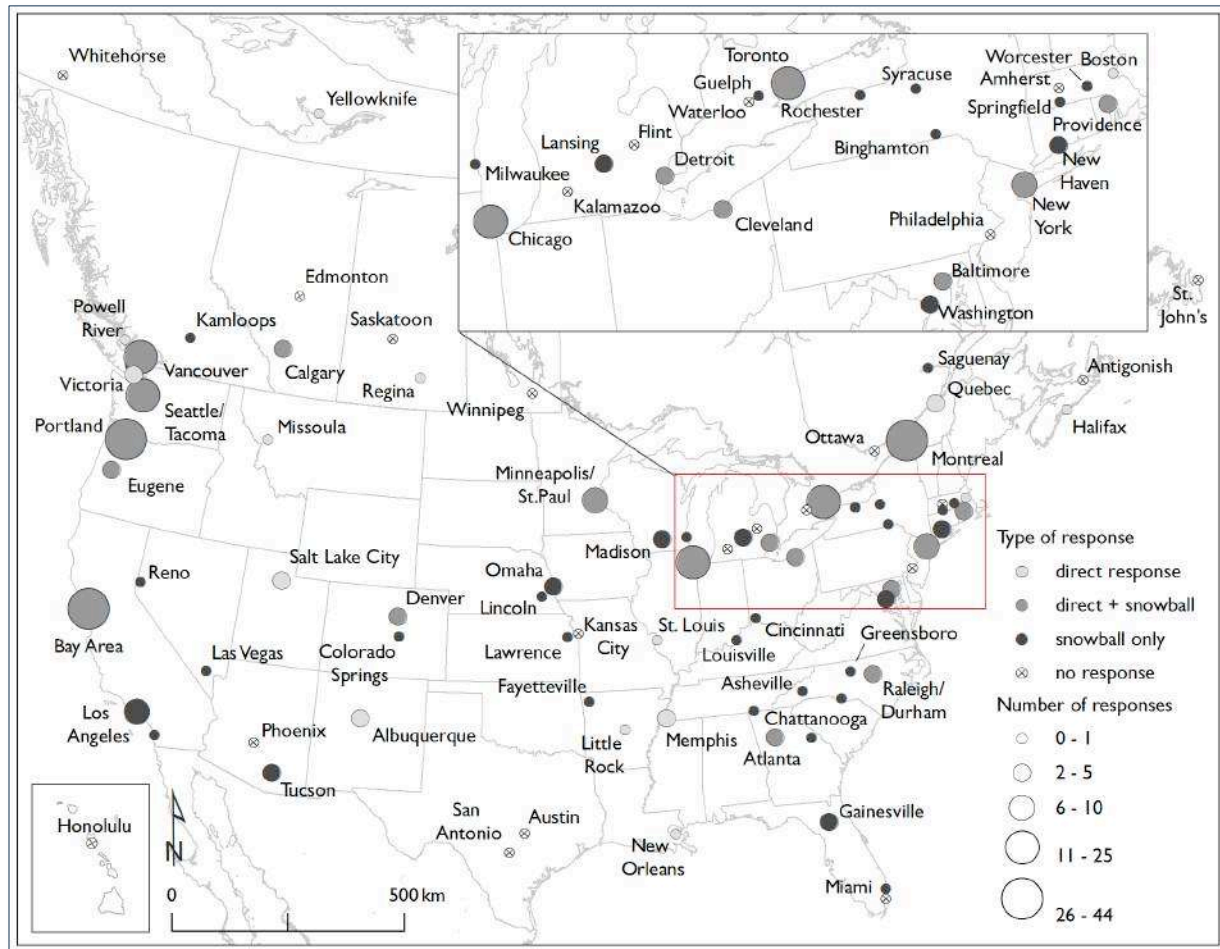 Whitehorse
Yellowknife
Toronto
Guelph
Waterloo
Rochester
Syracuse
Worcester
Boston
Amherst
Springfield
Providence
Lansing
Flint
Detroit
Milwaukee
Kalamazoo
Chicago
Cleveland
Binghamton
New
Haven
New
York
Philadelphia
Baltimore
Washington
St.
John's
Edmonton
Powell
River
Kamloops
Saskatoon
Vancouver
Calgary
Victoria
Regina
Winnipeg
Seattle/
Tacoma
Portland
Missoula
Eugene
Saguenay
Quebec
Antigonish
Halifax
Ottawa
Montreal
Minneapolis/
St.Paul
Madison
Salt Lake City
Reno
Omaha
Lincoln
Denver
Bay Area
Las Vegas
Colorado
Springs
Lawrence
Kansas
City
St. Louis
Cincinnati
Louisville
Greensboro
Fayetteville
Asheville
Raleigh/
Durham
Los
Angeles
Phoenix
Albuquerque
Little
Rock
Memphis
Chattanooga
Atlanta
Tucson
San
Antonio
Austin
New
Orleans
Gainesville
Miami
Honolulu
N
0
500 km
Type of response
direct response
direct + snowball
snowball only
no response
Number of responses
0 - 1
2 - 5
6 - 10
11 - 25
26 - 44